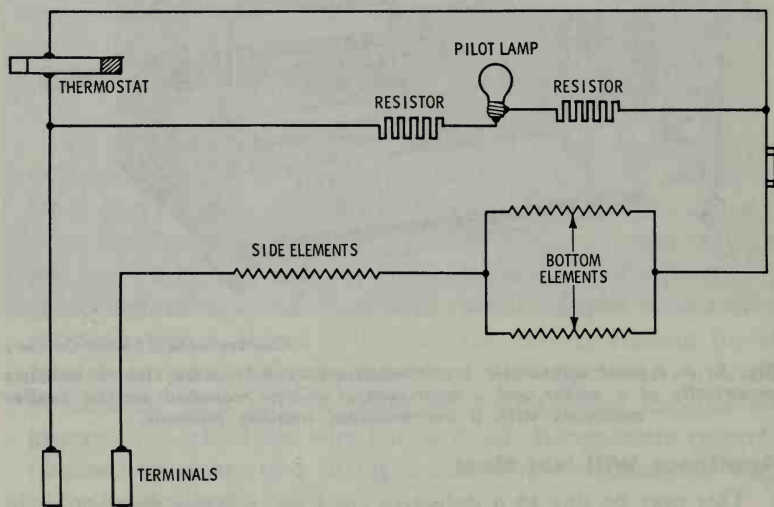 PILOT LAMP
THERMOSTAT
RESISTOR
RESISTOR
SIDE ELEMENTS
BOTTOM
ELEMENTS
TERMINALS